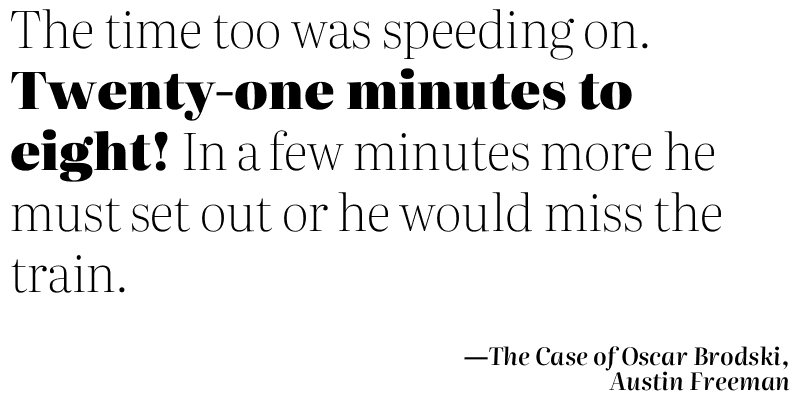 The time too was speeding on.
Twenty-one minutes to
eight! In a few minutes more he
must set out or he would miss the
train.
—The Case of Oscar Brodski,
Austin Freeman